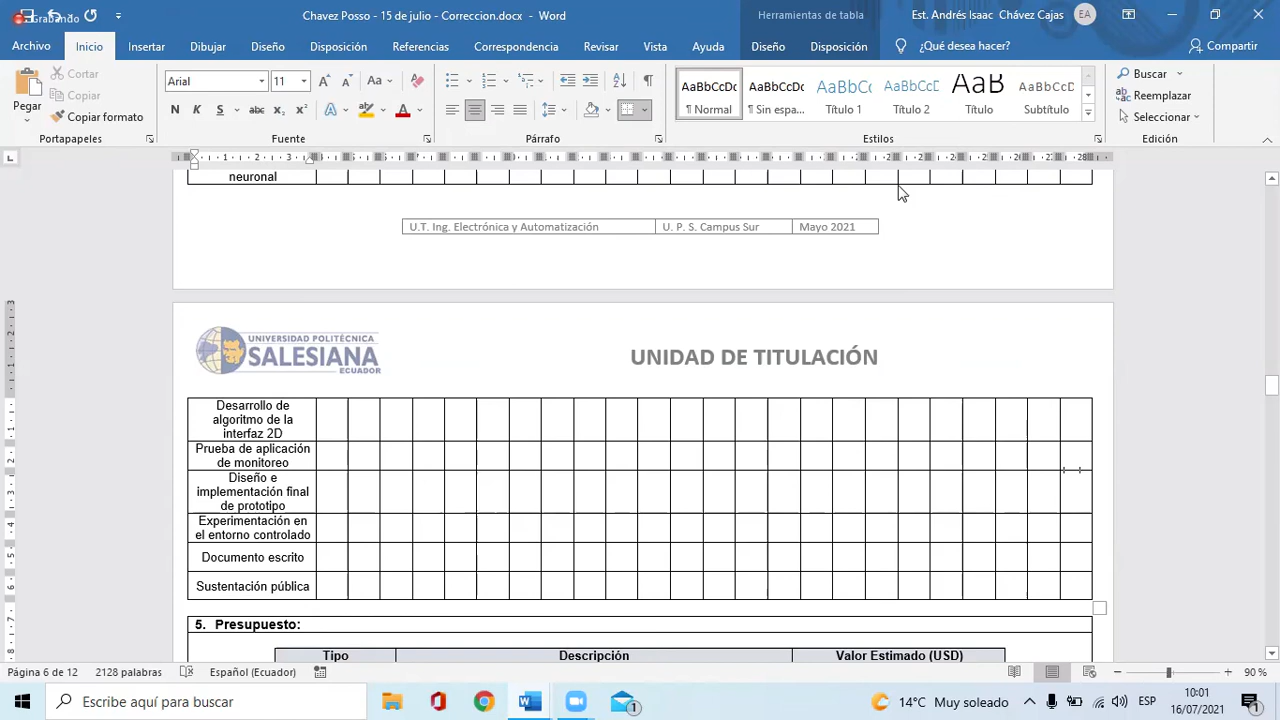 Grabando
Chavez Posso - 15 de julio - Correccion.docx - Word
Herramientas de tabla
Est. Andrés Isaac Chávez Cajas
EA
Archivo Inicio Insertar Dibujar Diseño Disposición Referencias Correspondencia Revisar Vista Ayuda Diseño Disposición ¿Qué desea hacer? Compartir
Pegar
Cortar
Copiar
Copiar formato
Arial 11
N K S abc x₂ x²
AaBbCcDc AaBbCcDc AaBbCc AaBbCcD AaB AaBbCcD
¶ Normal ¶ Sin espa... Título 1 Título 2 Título Subtítulo
Buscar
Reemplazar
Seleccionar
Portapapeles Fuente Párrafo Estilos Edición
neuronal
U.T. Ing. Electrónica y Automatización U. P. S. Campus Sur Mayo 2021
UNIVERSIDAD POLITÉCNICA
SALESIANA
ECUADOR
UNIDAD DE TITULACIÓN
Desarrollo de
algoritmo de la
interfaz 2D
Prueba de aplicación
de monitoreo
Diseño e
implementación final
de prototipo
Experimentación en
el entorno controlado
Documento escrito
Sustentación pública
5. Presupuesto:
Tipo Descripción Valor Estimado (USD)
Página 6 de 12 2128 palabras Español (Ecuador) 90 %
Escribe aquí para buscar
14°C Muy soleado
ESP
10:01
16/07/2021